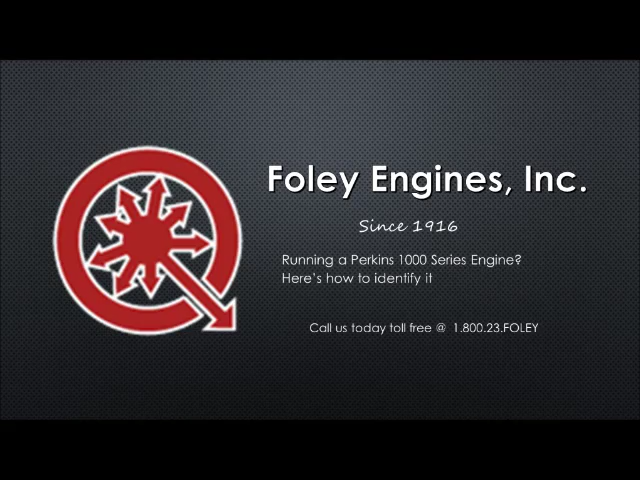 Foley Engines, Inc.
Since 1916
Running a Perkins 1000 Series Engine?
Here's how to identify it
Call us today toll free @ 1.800.23.FOLEY